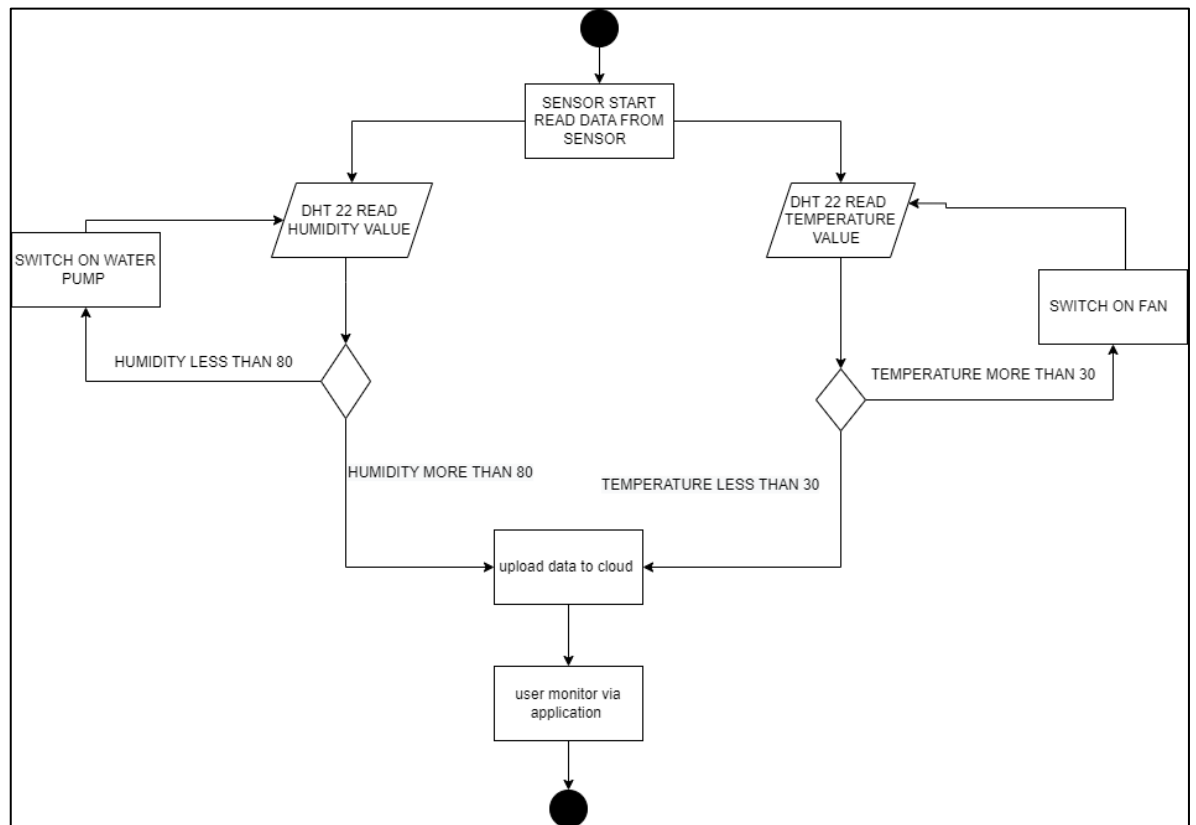 SENSOR START
READ DATA FROM
SENSOR
DHT 22 READ
HUMIDITY VALUE
DHT 22 READ
TEMPERATURE
VALUE
SWITCH ON WATER
PUMP
SWITCH ON FAN
HUMIDITY LESS THAN 80
TEMPERATURE MORE THAN 30
HUMIDITY MORE THAN 80
TEMPERATURE LESS THAN 30
upload data to cloud
user monitor via
application